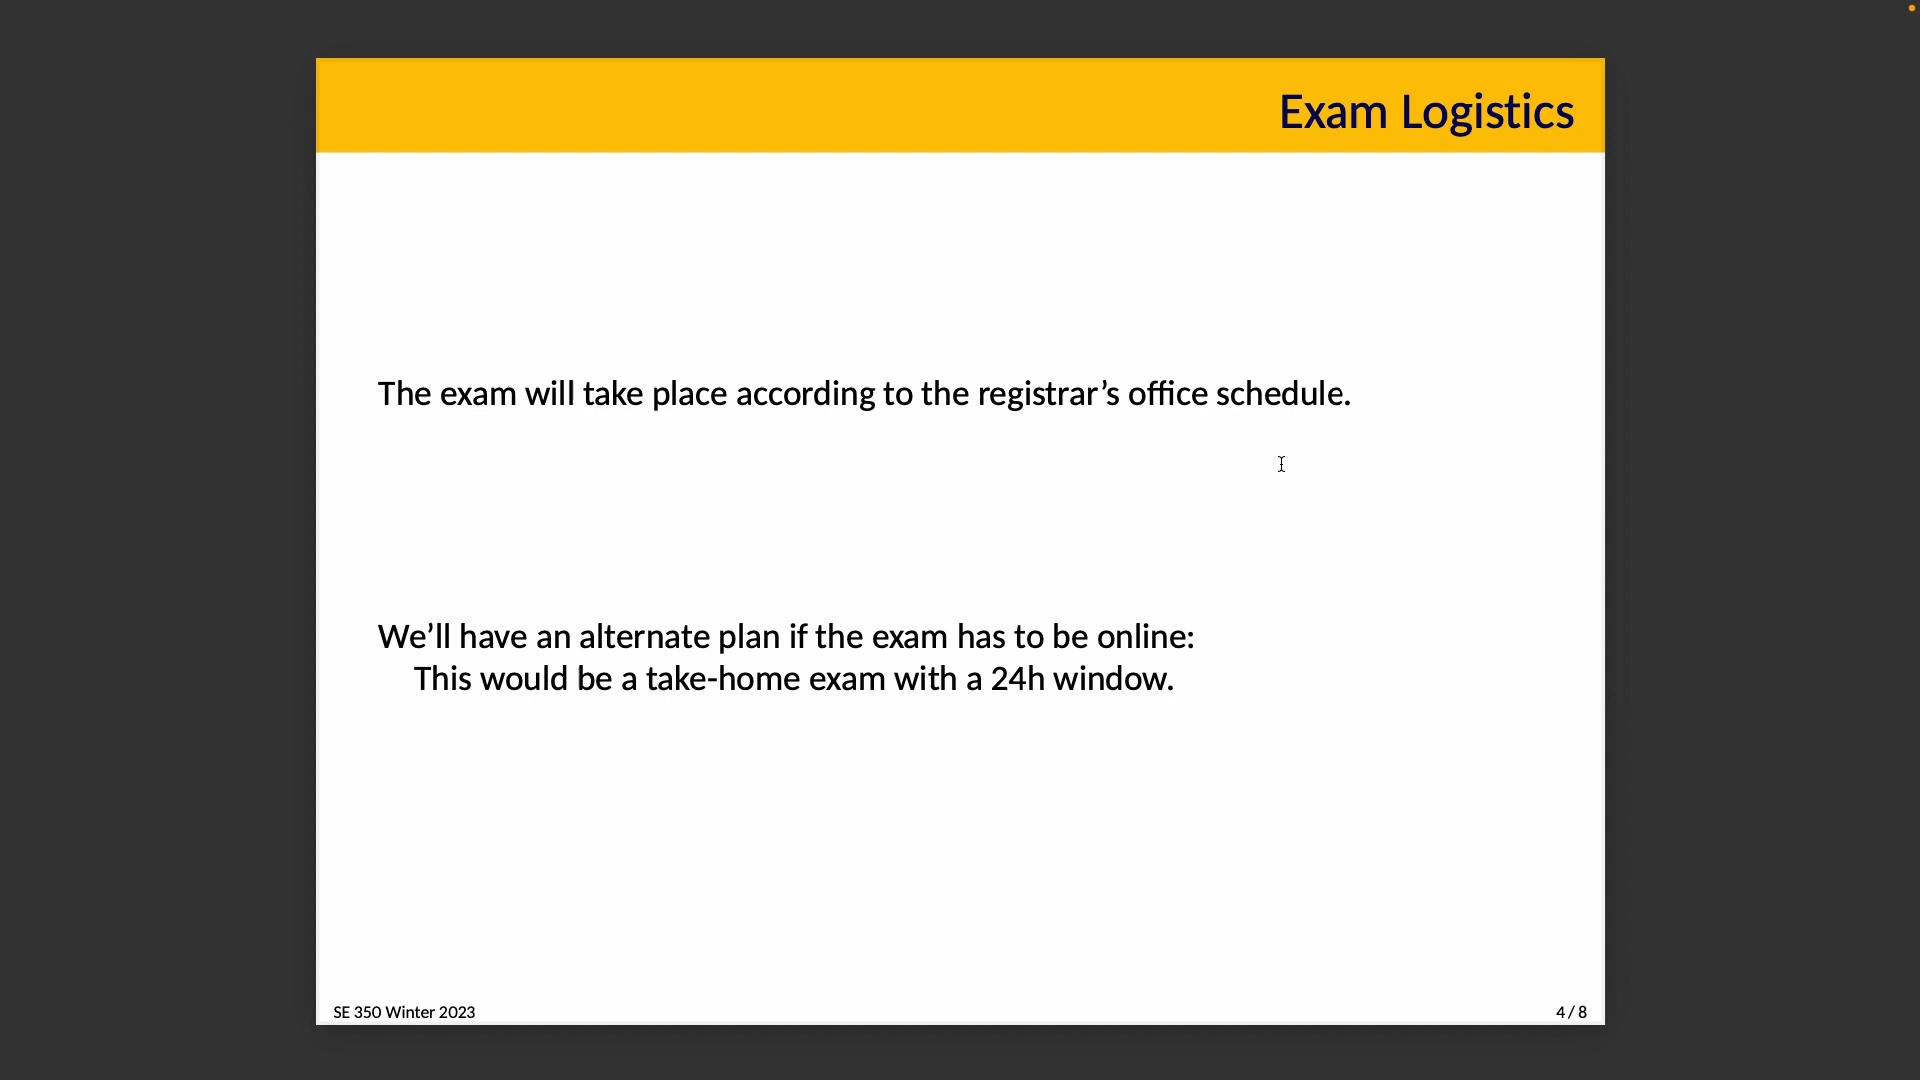 Exam Logistics
The exam will take place according to the registrar’s office schedule.
We’ll have an alternate plan if the exam has to be online:
This would be a take-home exam with a 24h window.
SE 350 Winter 2023
4 / 8